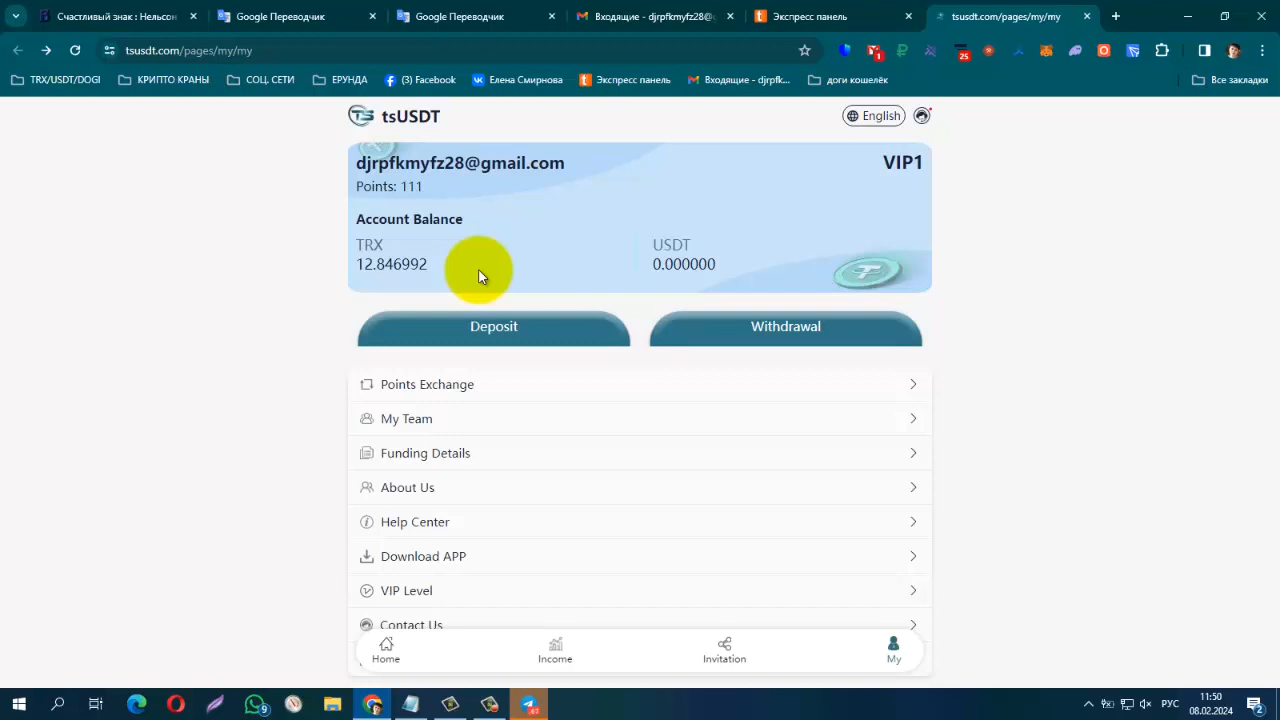 Счастливый знак : Нельсон
Google Переводчик
Google Переводчик
Входящие - djrpfkmyfz28@
Экспресс панель
tsusdt.com/pages/my/my
tsusdt.com/pages/my/my
1
25
TRX/USDT/DOGI
КРИПТО КРАНЫ
СОЦ. СЕТИ
ЕРУНДА
(3) Facebook
Елена Смирнова
Экспресс панель
Входящие - djrpfk...
доги кошелёк
Все закладки
tsUSDT
English
djrpfkmyfz28@gmail.com
VIP1
Points: 111
Account Balance
TRX
USDT
12.846992
0.000000
Deposit
Withdrawal
Points Exchange
My Team
Funding Details
About Us
Help Center
Download APP
VIP Level
Contact Us
Home
Income
Invitation
My
9
РУС
11:50
08.02.2024
2